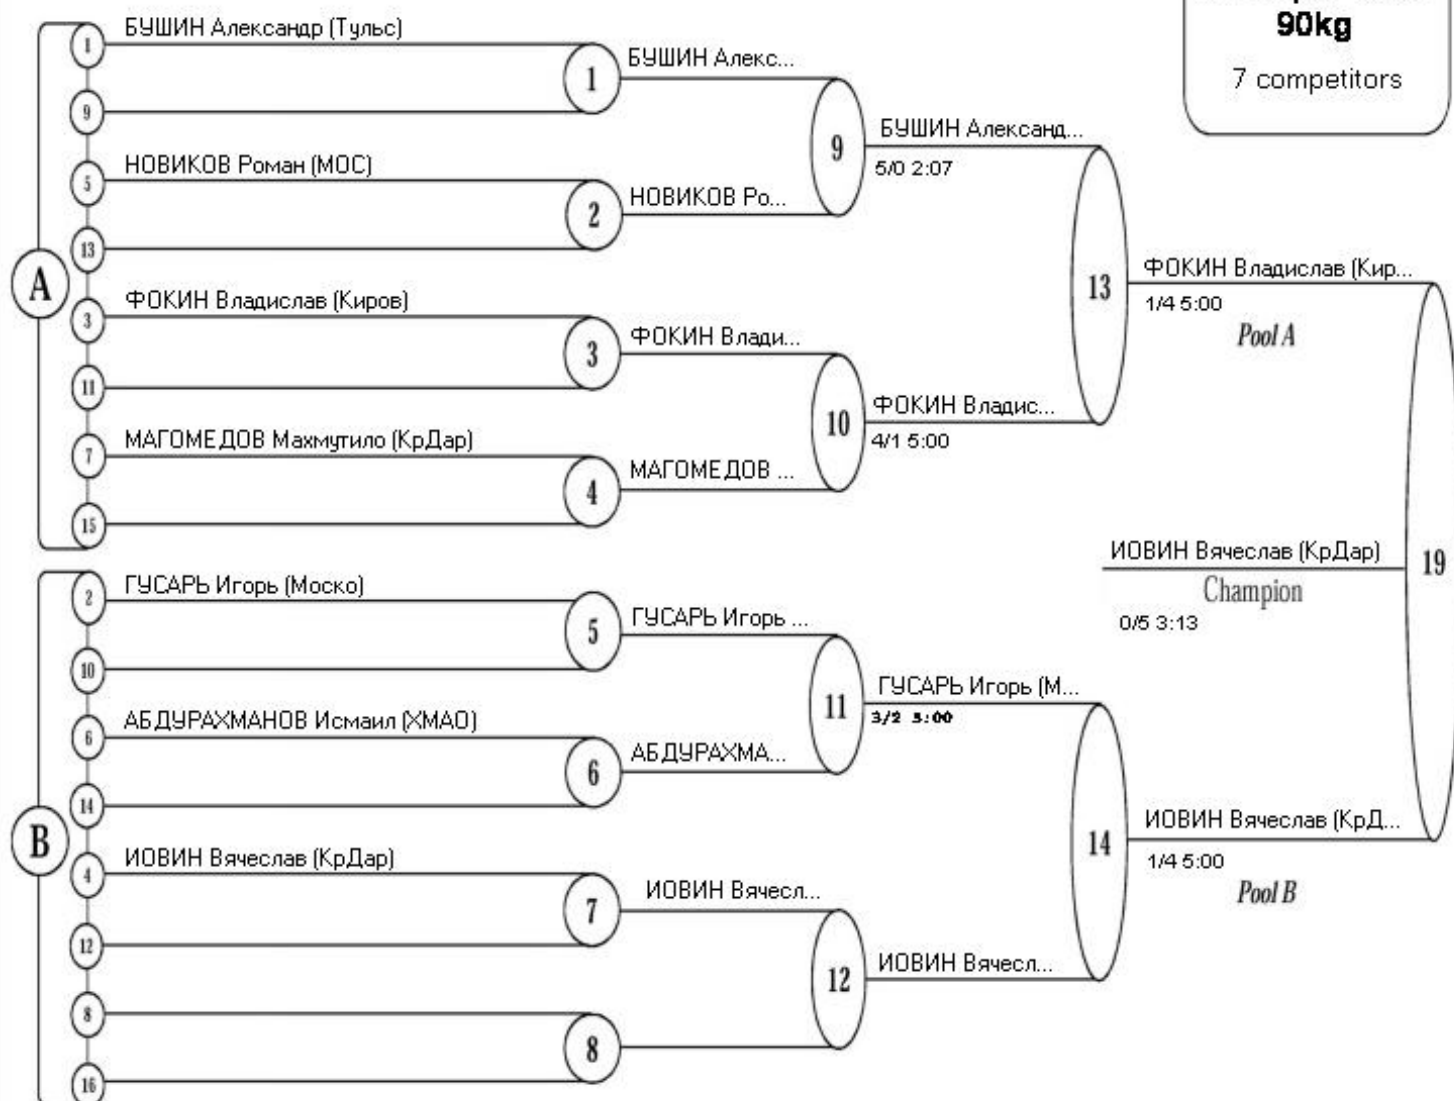 90kg
7 competitors
A
1
БУШИН Александр (Тульс)
9
1
БУШИН Алекс...
5
НОВИКОВ Роман (МОС)
13
2
НОВИКОВ Ро...
9
БУШИН Александ...
5/0 2:07
3
ФОКИН Владислав (Киров)
11
3
ФОКИН Влади...
7
МАГОМЕДОВ Махмутило (КрДар)
15
4
МАГОМЕДОВ ...
10
ФОКИН Владис...
4/1 5:00
13
ФОКИН Владислав (Кир...
1/4 5:00
Pool A
ИОВИН Вячеслав (КрДар)
Champion
0/5 3:13
19
B
2
ГУСАРЬ Игорь (Моско)
10
5
ГУСАРЬ Игорь ...
6
АБДУРАХМАНОВ Исмаил (ХМАО)
14
6
АБДУРАХМА...
11
ГУСАРЬ Игорь (М...
3/2 5:00
4
ИОВИН Вячеслав (КрДар)
12
7
ИОВИН Вячесл...
8
16
8
12
ИОВИН Вячесл...
14
ИОВИН Вячеслав (КрД...
1/4 5:00
Pool B